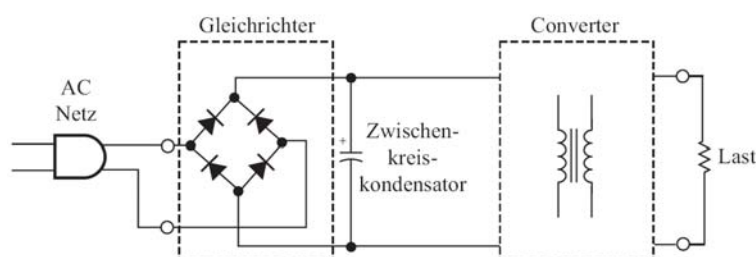 Gleichrichter
Converter
AC
Netz
+
Zwischen-
kreis-
kondensator
Last